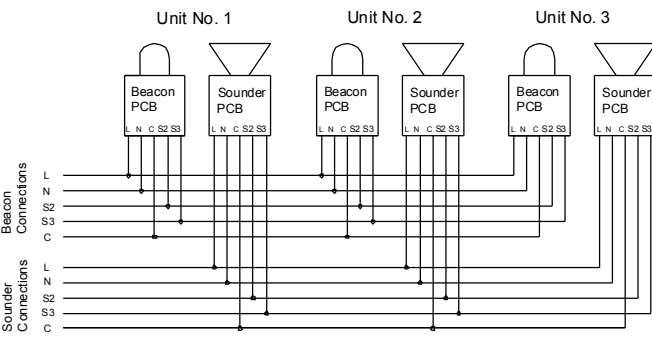 Unit No. 1
Unit No. 2
Unit No. 3
Beacon
PCB
Sounder
PCB
Beacon
PCB
Sounder
PCB
Beacon
PCB
Sounder
PCB
L N C S2 S3
L N C S2 S3
L N C S2 S3
L N C S2 S3
L N C S2 S3
L N C S2 S3
Beacon
Connections
L
N
S2
S3
C
Sounder
Connections
L
N
S2
S3
C